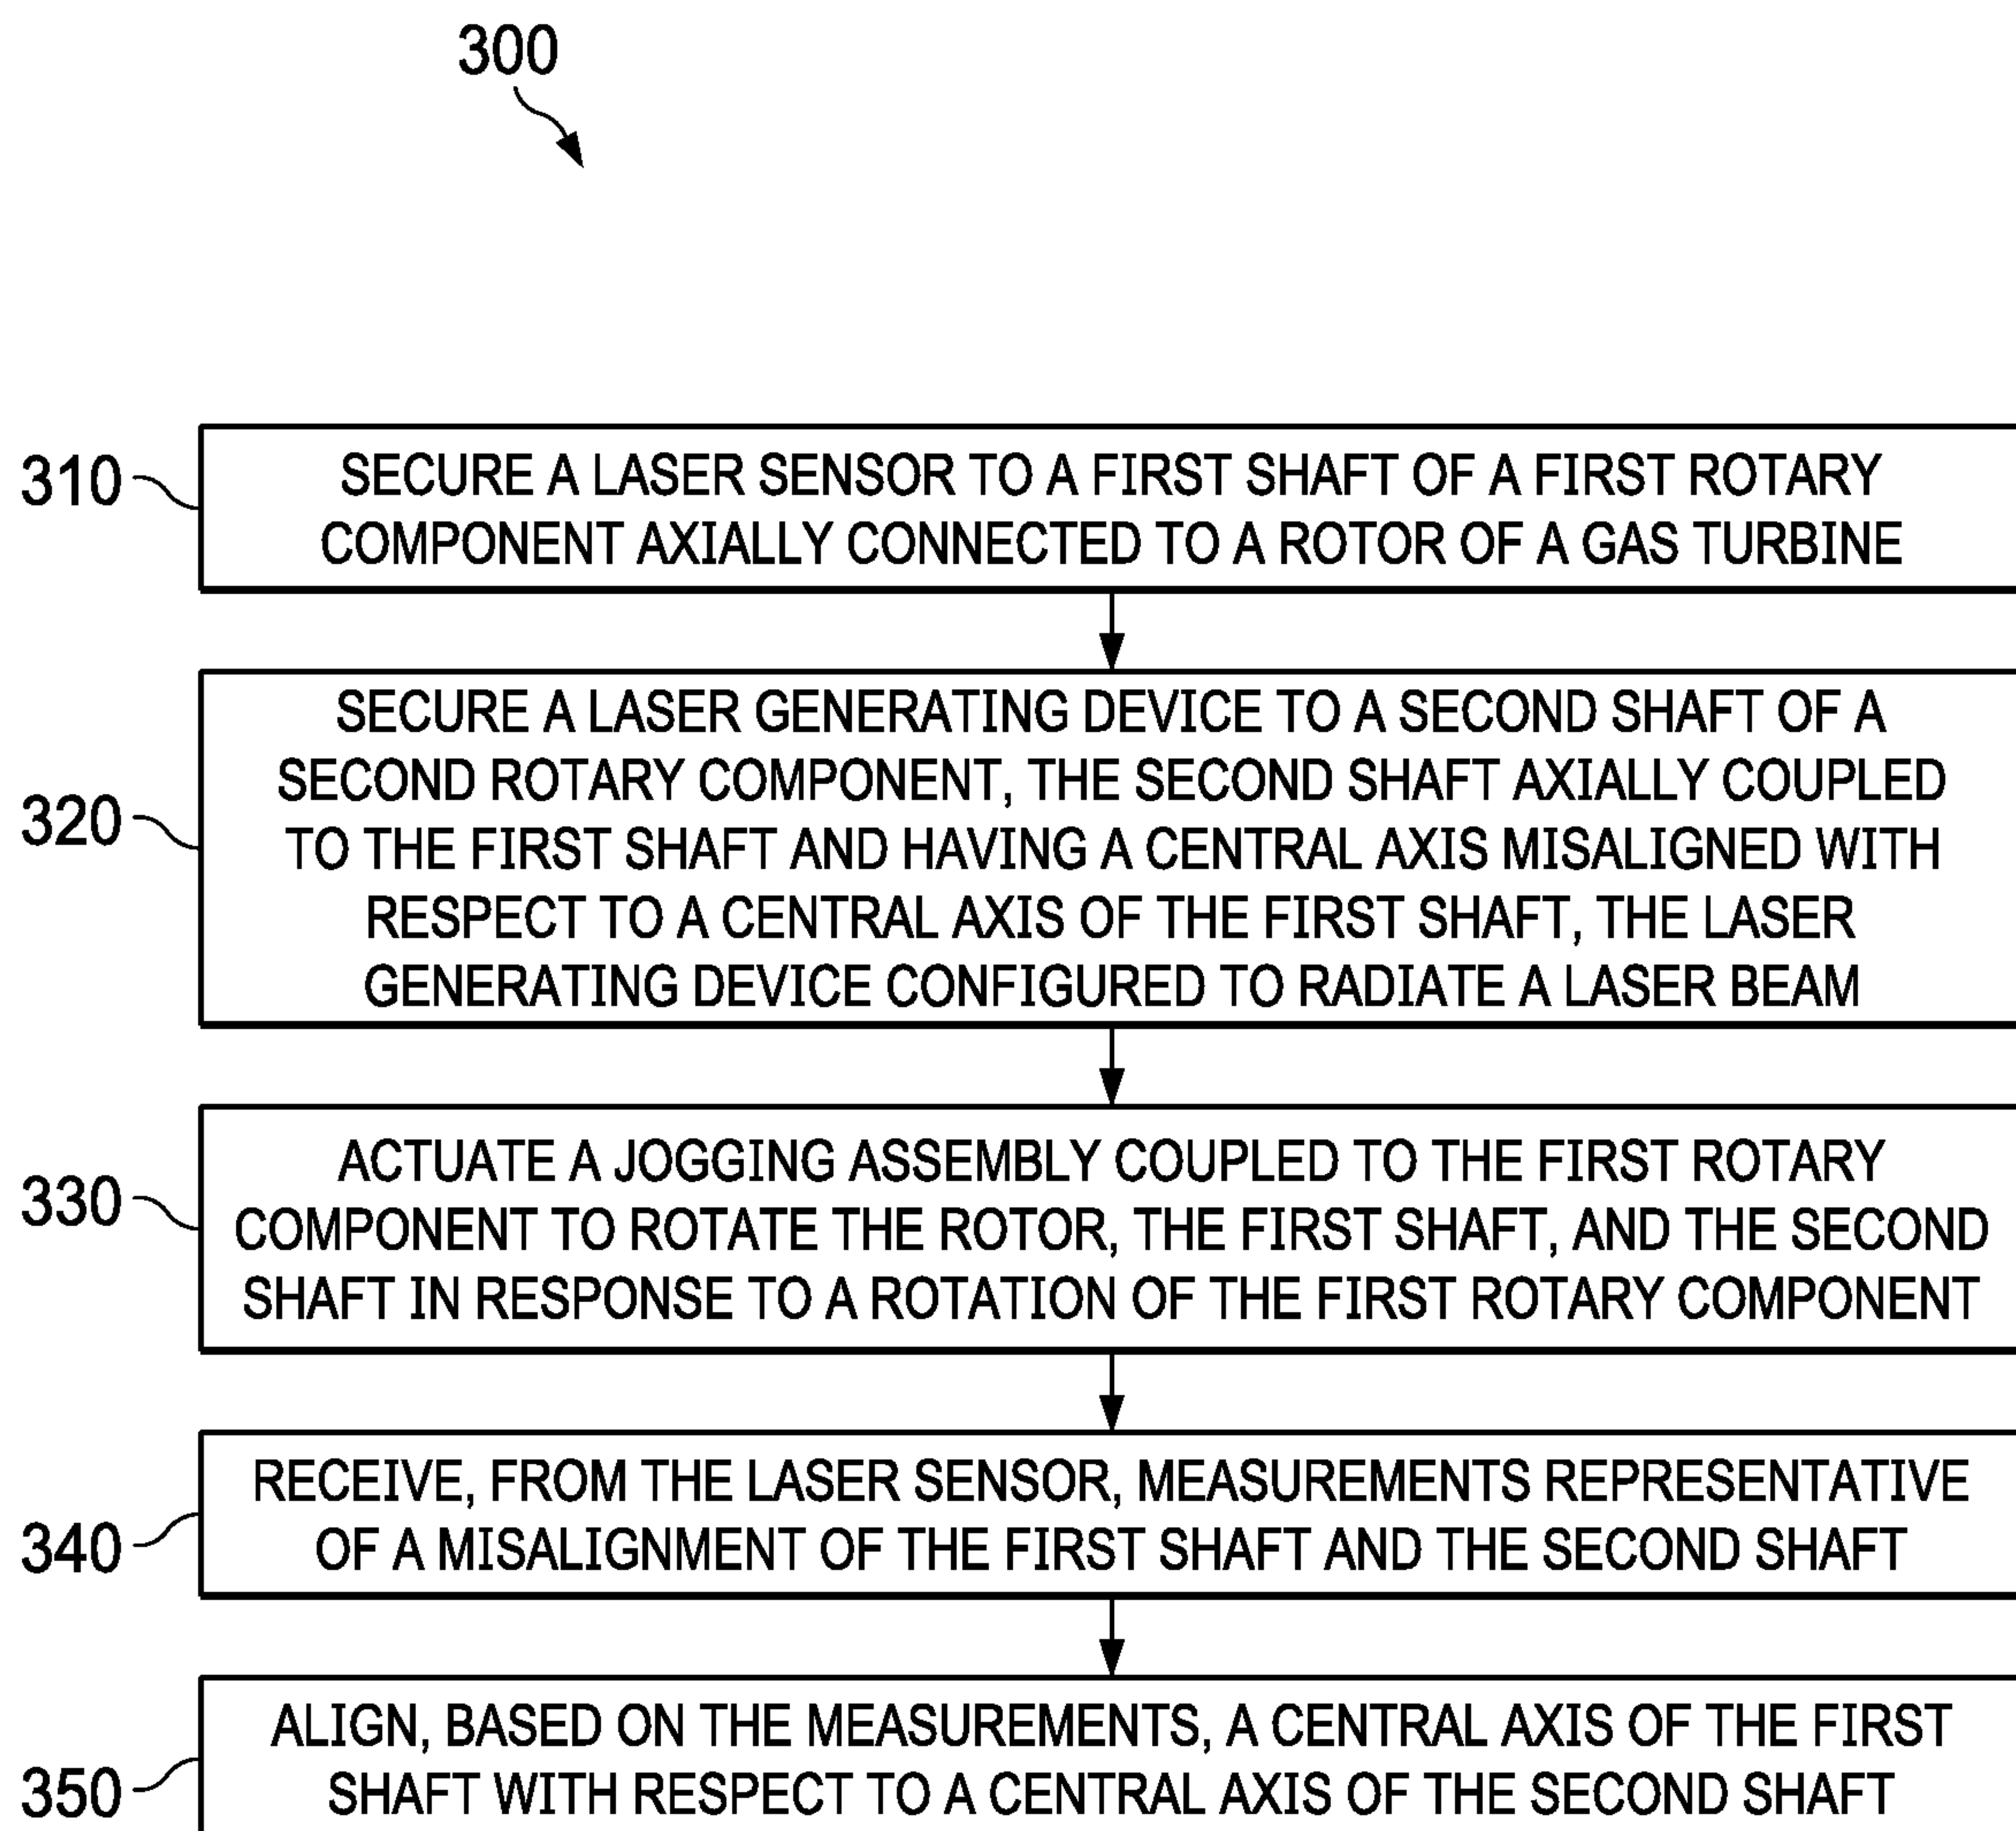 300
310
SECURE A LASER SENSOR TO A FIRST SHAFT OF A FIRST ROTARY
COMPONENT AXIALLY CONNECTED TO A ROTOR OF A GAS TURBINE
320
SECURE A LASER GENERATING DEVICE TO A SECOND SHAFT OF A
SECOND ROTARY COMPONENT, THE SECOND SHAFT AXIALLY COUPLED
TO THE FIRST SHAFT AND HAVING A CENTRAL AXIS MISALIGNED WITH
RESPECT TO A CENTRAL AXIS OF THE FIRST SHAFT, THE LASER
GENERATING DEVICE CONFIGURED TO RADIATE A LASER BEAM
330
ACTUATE A JOGGING ASSEMBLY COUPLED TO THE FIRST ROTARY
COMPONENT TO ROTATE THE ROTOR, THE FIRST SHAFT, AND THE SECOND
SHAFT IN RESPONSE TO A ROTATION OF THE FIRST ROTARY COMPONENT
340
RECEIVE, FROM THE LASER SENSOR, MEASUREMENTS REPRESENTATIVE
OF A MISALIGNMENT OF THE FIRST SHAFT AND THE SECOND SHAFT
350
ALIGN, BASED ON THE MEASUREMENTS, A CENTRAL AXIS OF THE FIRST
SHAFT WITH RESPECT TO A CENTRAL AXIS OF THE SECOND SHAFT